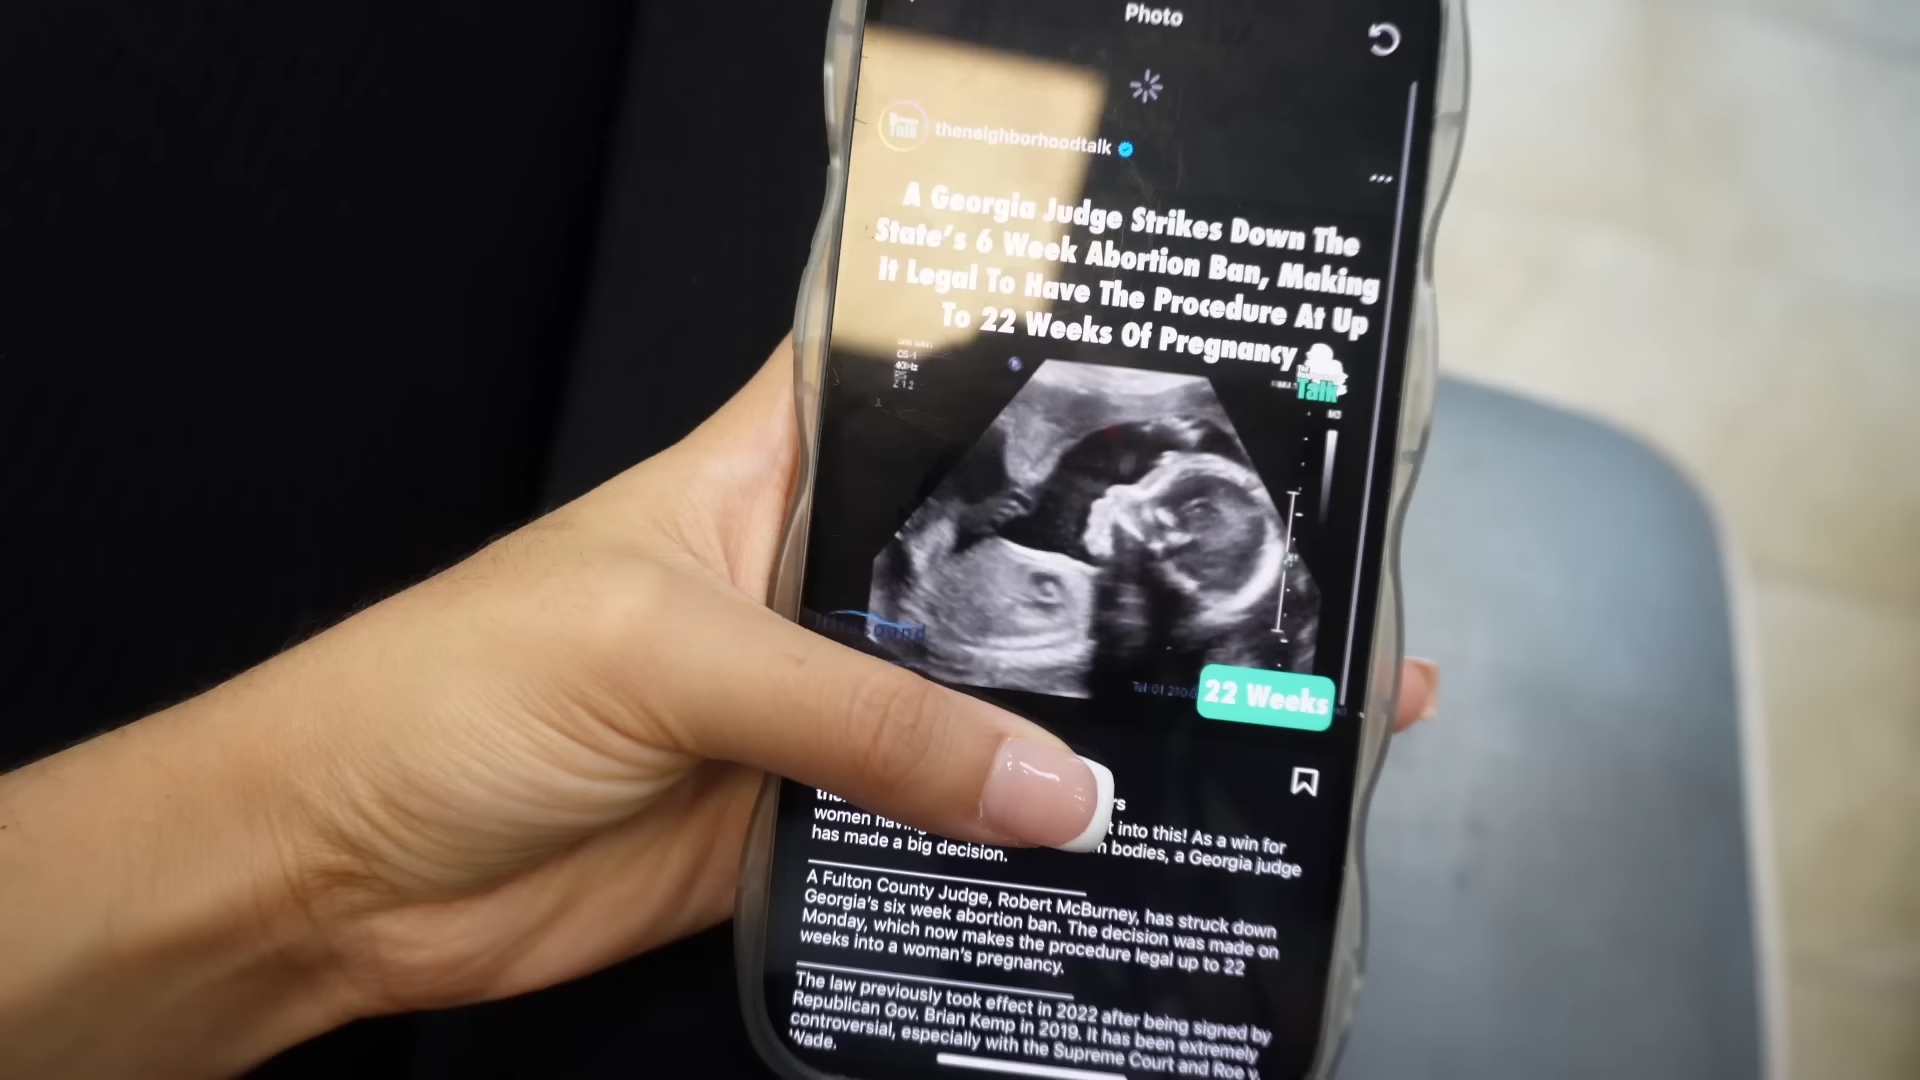 Photo
theneighborhoodtalk
A Georgia Judge Strikes Down The
State's 6 Week Abortion Ban, Making
It Legal To Have The Procedure At Up
To 22 Weeks Of Pregnancy
Talk
22 Weeks
into this! As a win for
women having bodies, a Georgia judge
has made a big decision.
A Fulton County Judge, Robert McBurney, has struck down
Georgia's six week abortion ban. The decision was made on
Monday, which now makes the procedure legal up to 22
weeks into a woman's pregnancy.
The law previously took effect in 2022 after being signed by
Republican Gov. Brian Kemp in 2019. It has been extremely
controversial, especially with the Supreme Court and Roe v.
Wade.